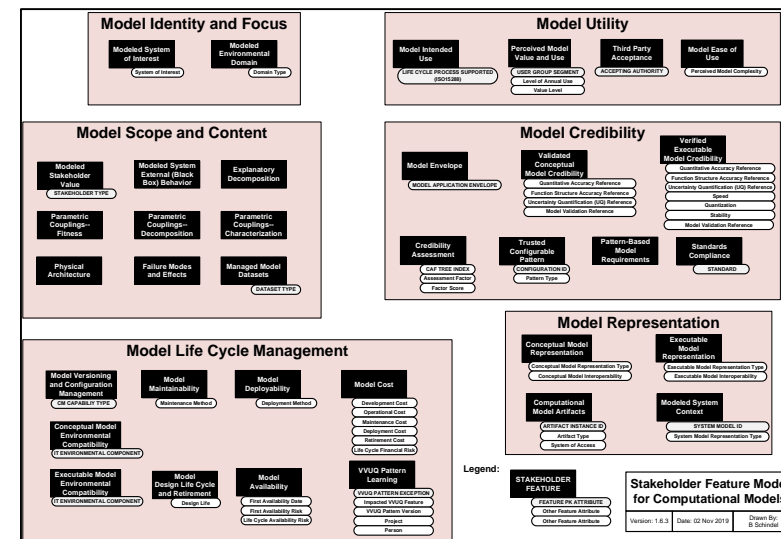 Model Identity and Focus
Modeled System
of Interest
System of Interest
Modeled
Environmental
Domain
Domain Type
Model Utility
Model Intended
Use
LIFE CYCLE PROCESS SUPPORTED
(ISO15288)
Perceived Model
Value and Use
USER GROUP SEGMENT
Level of Annual Use
Value Level
Third Party
Acceptance
ACCEPTING AUTHORITY
Model Ease of
Use
Perceived Model Complexity
Model Scope and Content
Modeled
Stakeholder
Value
STAKEHOLDER TYPE
Modeled System
External (Black
Box) Behavior
Explanatory
Decomposition
Parametric
Couplings--
Fitness
Parametric
Couplings--
Decomposition
Parametric
Couplings--
Characterization
Physical
Architecture
Failure Modes
and Effects
Managed Model
Datasets
DATASET TYPE
Model Credibility
Model Envelope
MODEL APPLICATION ENVELOPE
Validated
Conceptual
Model Credibility
Quantitative Accuracy Reference
Function Structure Accuracy Reference
Uncertainty Quantification (UQ) Reference
Model Validation Reference
Verified
Executable
Model Credibility
Quantitative Accuracy Reference
Function Structure Accuracy Reference
Uncertainty Quantification (UQ) Reference
Speed
Quantization
Stability
Model Validation Reference
Credibility
Assessment
CAF TREE INDEX
Assessment Factor
Factor Score
Trusted
Configurable
Pattern
CONFIGURATION ID
Pattern Type
Pattern-Based
Model
Requirements
Standards
Compliance
STANDARD
Model Life Cycle Management
Model Versioning
and Configuration
Management
CM CAPABILIY TYPE
Model
Maintainability
Maintenance Method
Model
Deployability
Deployment Method
Model Cost
Development Cost
Operational Cost
Maintenance Cost
Deployment Cost
Retirement Cost
Life Cycle Financial Risk
Conceptual Model
Environmental
Compatibility
IT ENVIRONMENTAL COMPONENT
Executable Model
Environmental
Compatibility
IT ENVIRONMENTAL COMPONENT
Model
Design Life Cycle
and Retirement
Design Life
Model
Availability
First Availability Date
First Availability Risk
Life Cycle Availability Risk
VVUQ Pattern
Learning
VVUQ PATTERN EXCEPTION
Impacted VVUQ Feature
VVUQ Pattern Version
Project
Person
Model Representation
Conceptual Model
Representation
Conceptual Model Representation Type
Conceptual Model Interoperability
Executable
Model
Representation
Executable Model Representation Type
Executable Model Interoperability
Computational
Model Artifacts
ARTIFACT INSTANCE ID
Artifact Type
System of Access
Modeled System
Context
SYSTEM MODEL ID
System Model Representation Type
Legend:
STAKEHOLDER
FEATURE
FEATURE PK ATTRIBUTE
Other Feature Attribute
Other Feature Attribute
Stakeholder Feature Mode
for Computational Models
Version: 1.6.3
Date: 02 Nov 2019
Drawn By:
B Schindel